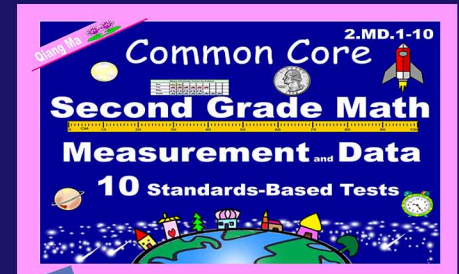 2.MD.1-10
Qiang Ma
Common Core
Second Grade Math
Measurement and Data
10 Standards-Based Tests